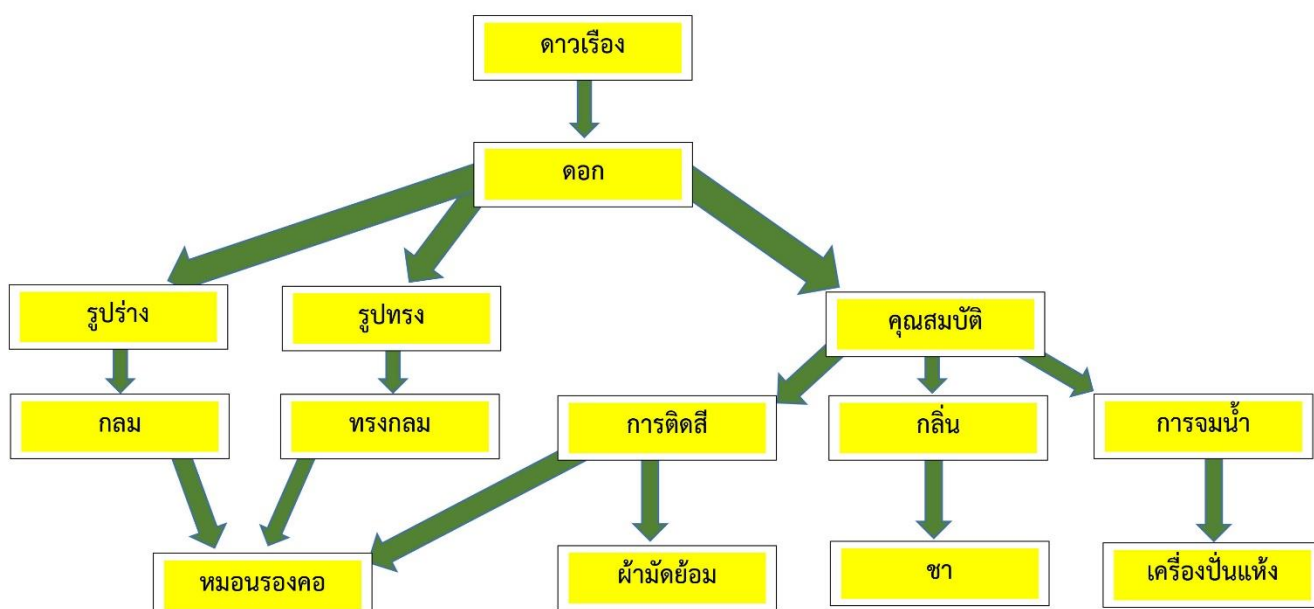 ดาวเรือง
ดอก
รูปร่าง
รูปทรง
คุณสมบัติ
กลม
ทรงกลม
การติดสี
กลิ่น
การจมน้ำ
หมอนรองคอ
ผ้ามัดย้อม
ชา
เครื่องปั่นแห้ง